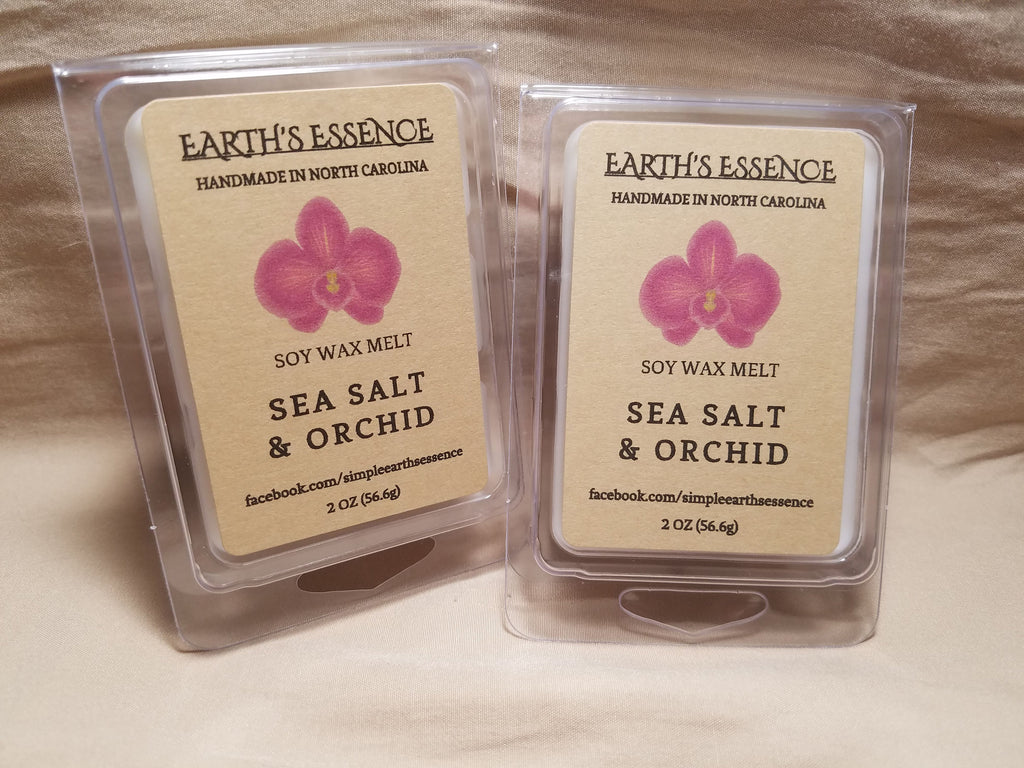 EARTH'S ESSENCE
HANDMADE IN NORTH CAROLINA
SOY WAX MELT
SEA SALT
& ORCHID
facebook.com/simpleearthsessence
2 OZ (56.6g)
EARTH'S ESSENCE
HANDMADE IN NORTH CAROLINA
SOY WAX MELT
SEA SALT
& ORCHID
facebook.com/simpleearthsessence
2 OZ (56.6g)